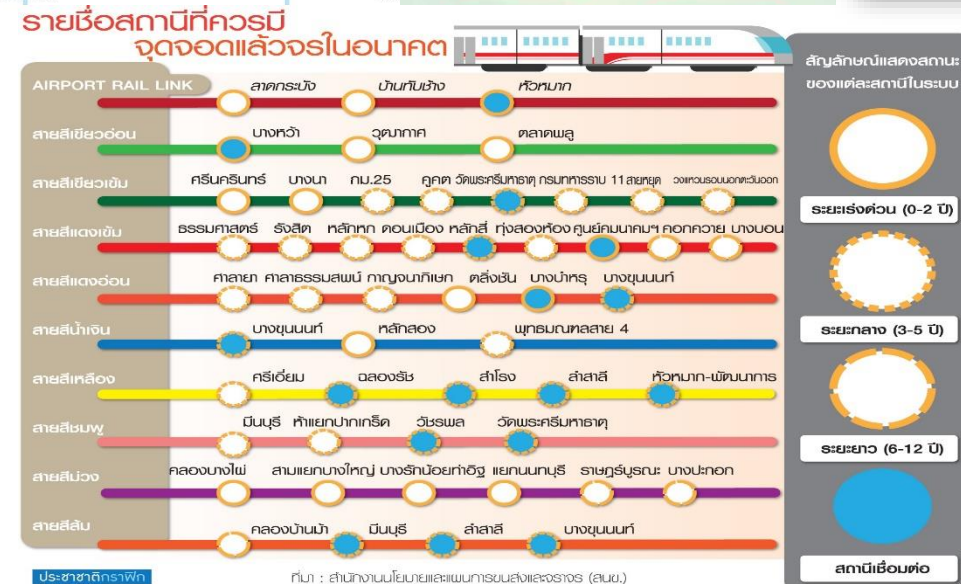 รายชื่อสถานีที่ควรมี
จุดจอดแล้วจรในอนาคต
สัญลักษณ์แสดงสถานะ
ของแต่ละสถานีในระบบ
ระยะเร่งด่วน (0-2 ปี)
ระยะกลาง (3-5 ปี)
ระยะยาว (6-12 ปี)
สถานีเชื่อมต่อ
AIRPORT RAIL LINK ลาดกระบัง บ้านทับช้าง หัวหมาก
สายสีเขียวอ่อน บางหว้า วุฒากาศ ตลาดพลู
สายสีเขียวเข้ม ศรีนครินทร์ บางนา กม.25 คูคต วัดพระศรีมหาธาตุ กรมทหารราบ 11 สายหยุด วงแหวนรอบนอกตะวันออก
สายสีแดงเข้ม ธรรมศาสตร์ รังสิต หลักหก ดอนเมือง หลักสี่ ทุ่งสองห้อง ศูนย์คมนาคมฯ คอกควาย บางบอน
สายสีแดงอ่อน ศาลายา ศาลาธรรมสพน์ กาญจนาภิเษก ตลิ่งชัน บางบำหรุ บางขุนนนท์
สายสีน้ำเงิน บางขุนนนท์ หลักสอง พุทธมณฑลสาย 4
สายสีเหลือง ศรีเอี่ยม ฉลองรัช สำโรง ลำสาลี หัวหมาก-พัฒนาการ
สายสีชมพู มีนบุรี ห้าแยกปากเกร็ด วัชรพล วัดพระศรีมหาธาตุ
สายสีม่วง คลองบางไผ่ สามแยกบางใหญ่ บางรักน้อยท่าอิฐ แยกนนทบุรี ราษฎร์บูรณะ บางปะกอก
สายสีส้ม คลองบ้านม้า มีนบุรี ลำสาลี บางขุนนนท์
ประชาชาติกราฟิก
ที่มา : สำนักงานนโยบายและแผนการขนส่งและจราจร (สนข.)